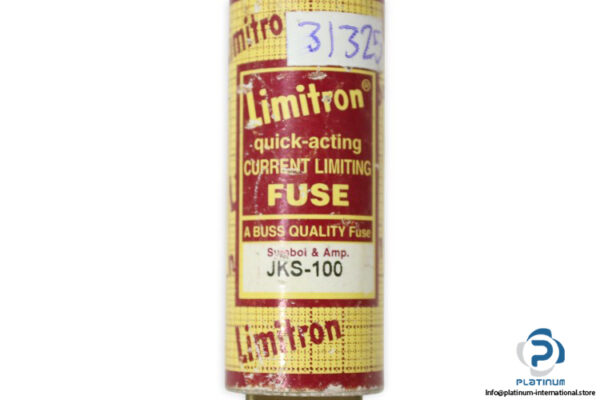 imitro
31325
Limitron®
quick-acting
CURRENT LIMITING
FUSE
A BUSS QUALITY Fuse
Symbol & Amp.
JKS-100
Limitron
PLATINUM
Info@platinum-international.store